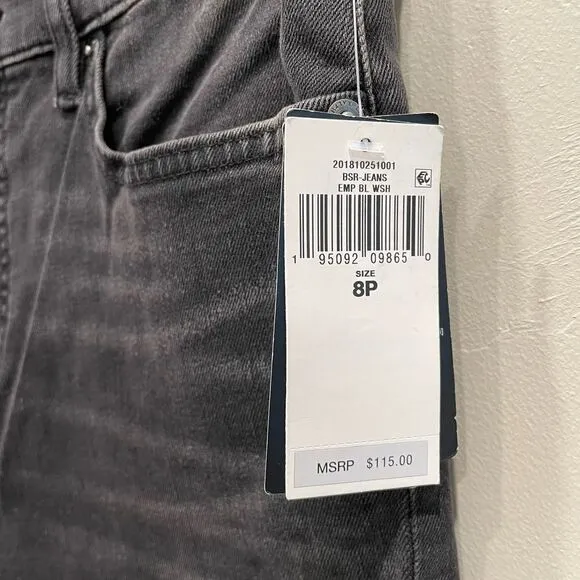 201810251001
BSR-JEANS
EMP BL WSH
1 95092 09865 0
SIZE
8P
MSRP $115.00